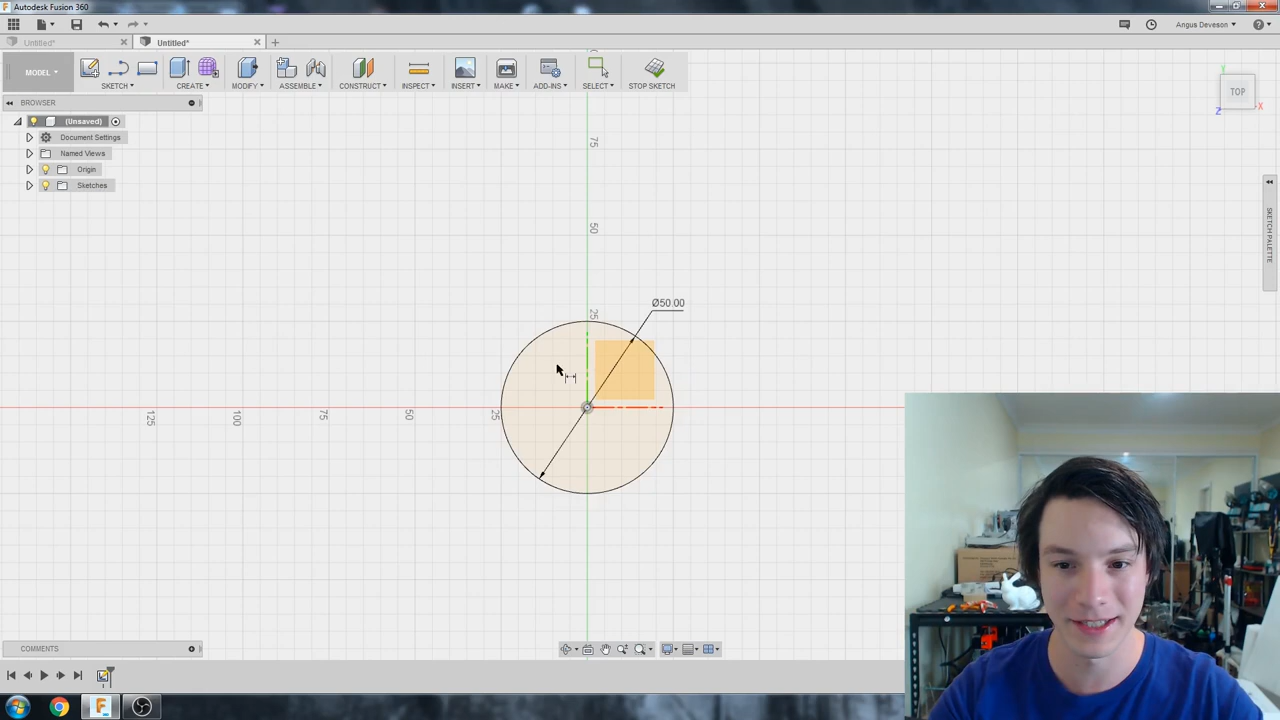 Autodesk Fusion 360
Angus Deveson
Untitled*
Untitled*
MODEL
SKETCH
CREATE
MODIFY
ASSEMBLE
CONSTRUCT
INSPECT
INSERT
MAKE
ADD-INS
SELECT
STOP SKETCH
BROWSER
(Unsaved)
Document Settings
Named Views
Origin
Sketches
Y
TOP
X
Z
SKETCH PALETTE
75
50
25
Ø50.00
125
100
75
50
25
COMMENTS